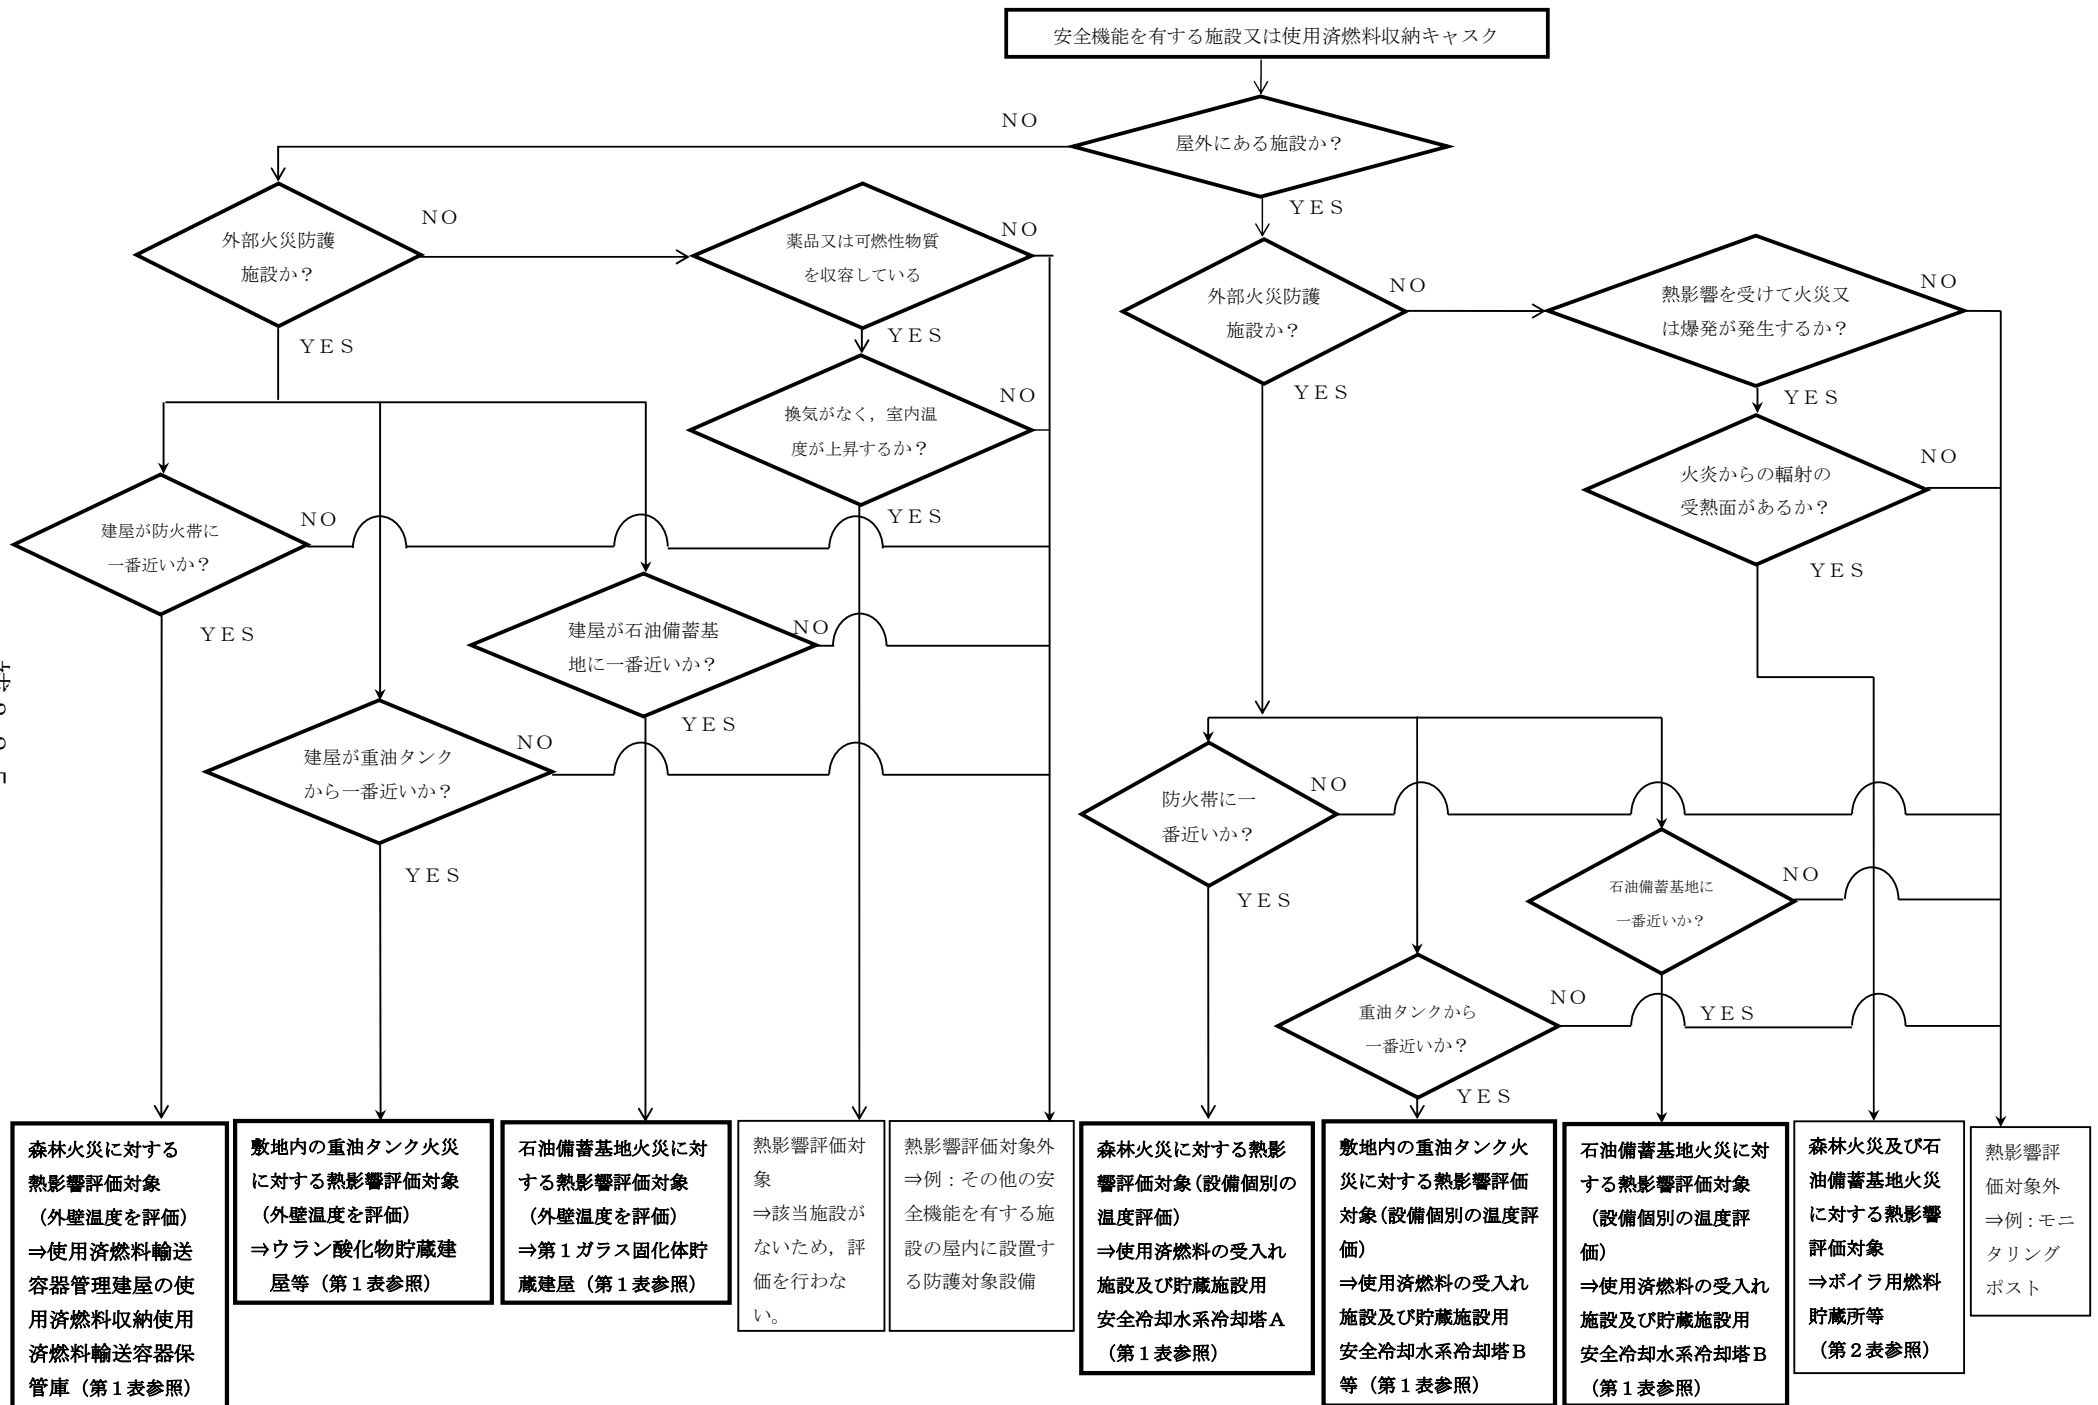 安全機能を有する施設又は使用済燃料収納キャスク
屋外にある施設か？
NO
YES
外部火災防護
施設か？
NO
YES
薬品又は可燃性物質
を収容している
NO
YES
換気がなく，室内温
度が上昇するか？
NO
YES
建屋が防火帯に
一番近いか？
NO
YES
建屋が石油備蓄基
地に一番近いか？
NO
YES
建屋が重油タンク
から一番近いか？
NO
YES
外部火災防護
施設か？
NO
YES
熱影響を受けて火災又
は爆発が発生するか？
NO
YES
火炎からの輻射の
受熱面があるか？
NO
YES
防火帯に一
番近いか？
NO
YES
石油備蓄基地に
一番近いか？
NO
YES
重油タンクから
一番近いか？
NO
YES
森林火災に対する
熱影響評価対象
（外壁温度を評価）
⇒使用済燃料輸送
容器管理建屋の使
用済燃料収納使用
済燃料輸送容器保
管庫（第１表参照）
敷地内の重油タンク火災
に対する熱影響評価対象
（外壁温度を評価）
⇒ウラン酸化物貯蔵建
屋等（第１表参照）
石油備蓄基地火災に対
する熱影響評価対象
（外壁温度を評価）
⇒第１ガラス固化体貯
蔵建屋（第１表参照）
熱影響評価対
象
⇒該当施設が
ないため，評
価を行わな
い。
熱影響評価対象外
⇒例：その他の安
全機能を有する施
設の屋内に設置す
る防護対象設備
森林火災に対する熱影
響評価対象（設備個別の
温度評価）
⇒使用済燃料の受入れ
施設及び貯蔵施設用
安全冷却水系冷却塔Ａ
（第１表参照）
敷地内の重油タンク火
災に対する熱影響評価
対象（設備個別の温度評
価）
⇒使用済燃料の受入れ
施設及び貯蔵施設用
安全冷却水系冷却塔Ｂ
等（第１表参照）
石油備蓄基地火災に対
する熱影響評価対象
（設備個別の温度評
価）
⇒使用済燃料の受入れ
施設及び貯蔵施設用
安全冷却水系冷却塔Ｂ
（第１表参照）
森林火災及び石
油備蓄基地火災
に対する熱影響
評価対象
⇒ボイラ用燃料
貯蔵所等
（第２表参照）
熱影響評
価対象外
⇒例：モニ
タリング
ポスト